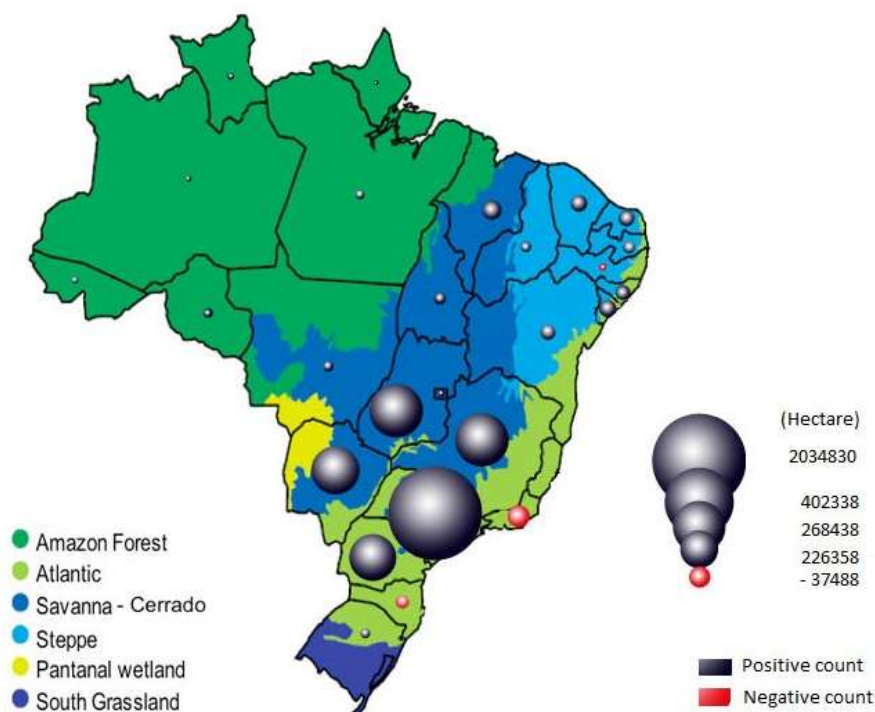 Amazon Forest
Atlantic
Savanna - Cerrado
Steppe
Pantanal wetland
South Grassland
(Hectare)
2034830
402338
268438
226358
- 37488
Positive count
Negative count